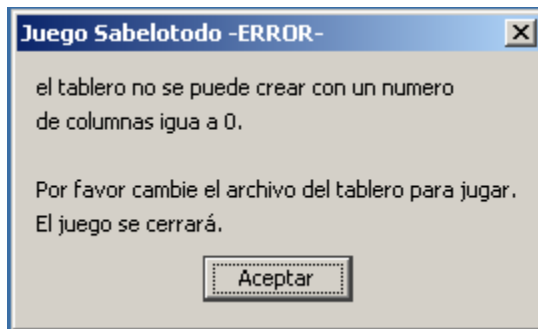 Juego Sabelotodo -ERROR-
el tablero no se puede crear con un numero
de columnas igua a 0.
Por favor cambie el archivo del tablero para jugar.
El juego se cerrará.
Aceptar